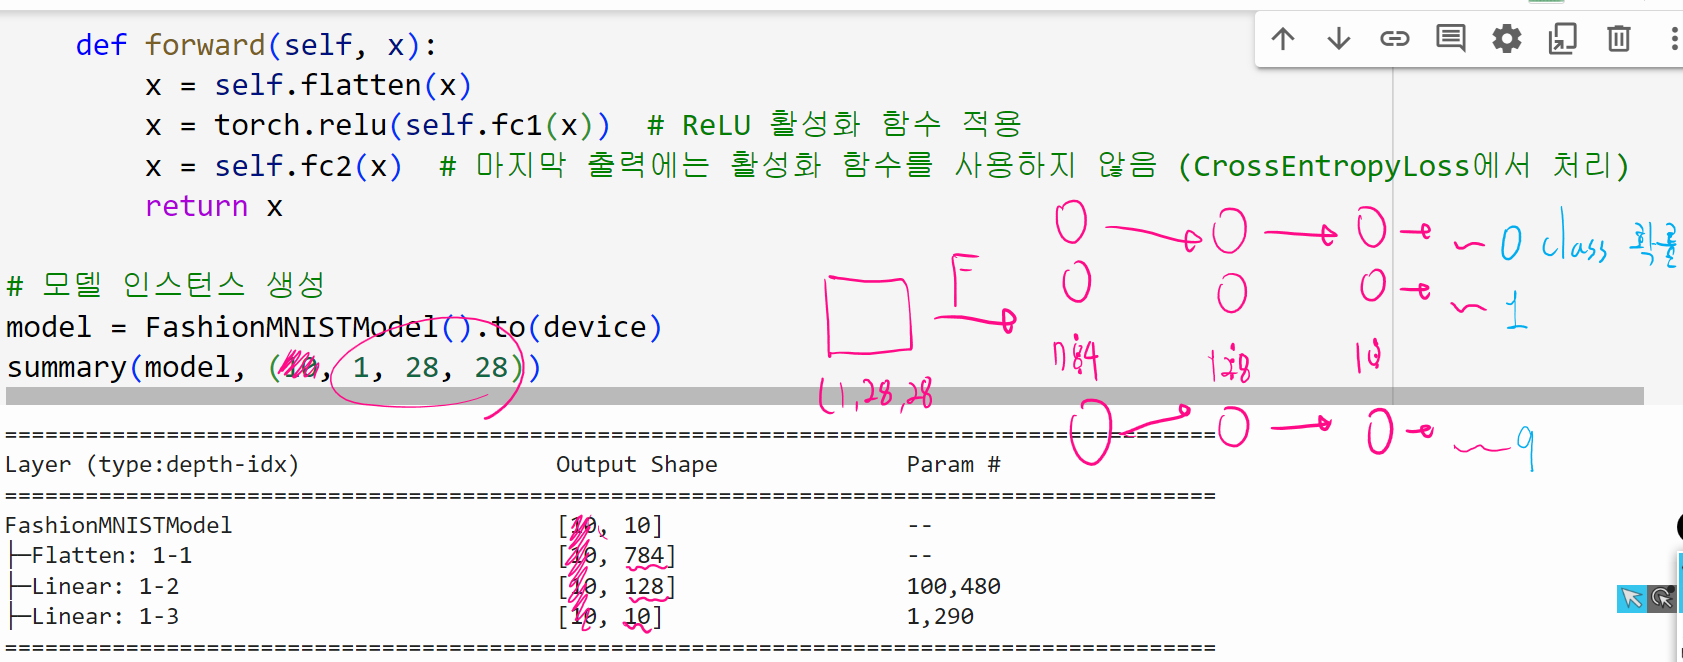 def forward(self, x):
x = self.flatten(x)
x = torch.relu(self.fc1(x))  # ReLU 활성화 함수 적용
x = self.fc2(x)  # 마지막 출력에는 활성화 함수를 사용하지 않음 (CrossEntropyLoss에서 처리)
return x
0 class 확률
# 모델 인스턴스 생성
F
1
model = FashionMNISTModel().to(device)
784 128 10
summary(model, (10, 1, 28, 28))
(1,28,28
9
==========================================================================================
Layer (type:depth-idx) Output Shape Param #
==========================================================================================
FashionMNISTModel [10, 10] --
├─Flatten: 1-1 [10, 784] --
├─Linear: 1-2 [10, 128] 100,480
├─Linear: 1-3 [10, 10] 1,290
==========================================================================================